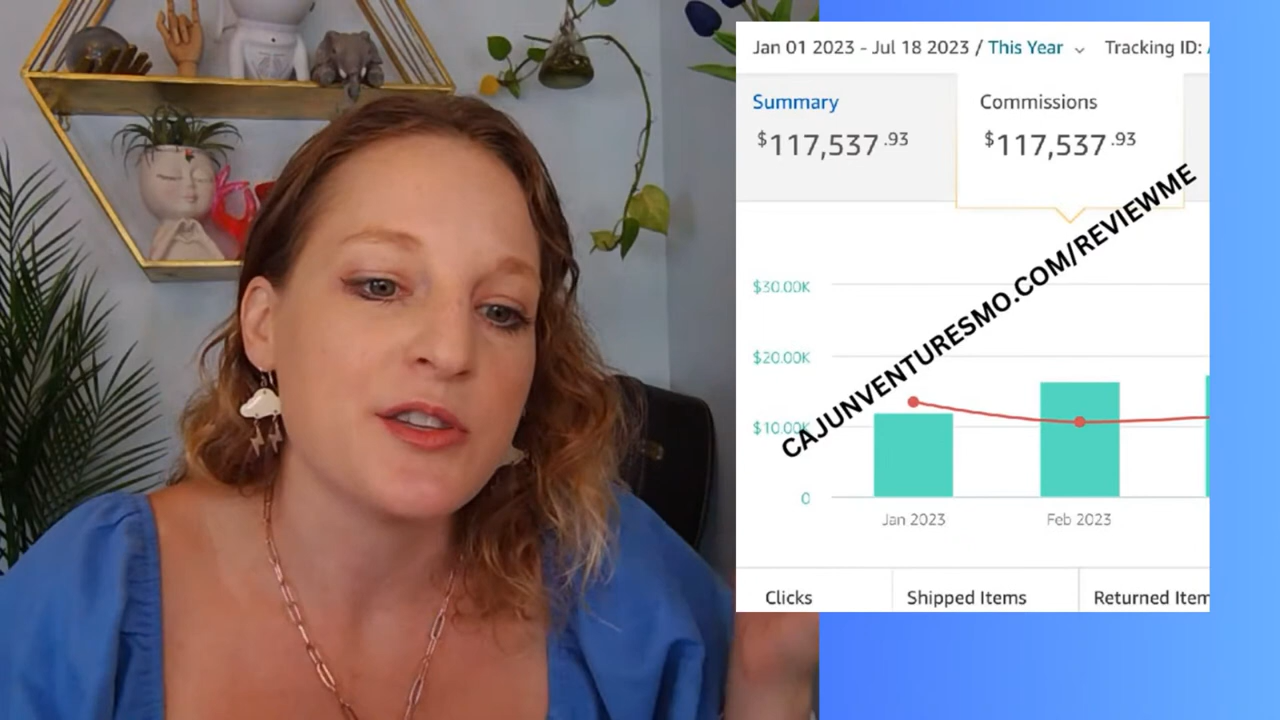 Jan 01 2023 - Jul 18 2023 / This Year Tracking ID:
Summary
$117,537.93
Commissions
$117,537.93
CAJUNVENTURESMO.COM/REVIEWME
$30.00K
$20.00K
$10.00K
0
Jan 2023 Feb 2023
Clicks Shipped Items Returned Item